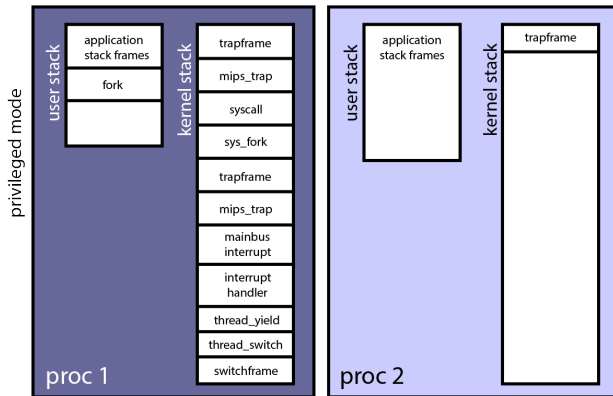 privileged mode
user stack
application
stack frames
fork
kernel stack
trapframe
mips_trap
syscall
sys_fork
trapframe
mips_trap
mainbus
interrupt
interrupt
handler
thread_yield
thread_switch
switchframe
proc 1
user stack
application
stack frames
kernel stack
trapframe
proc 2